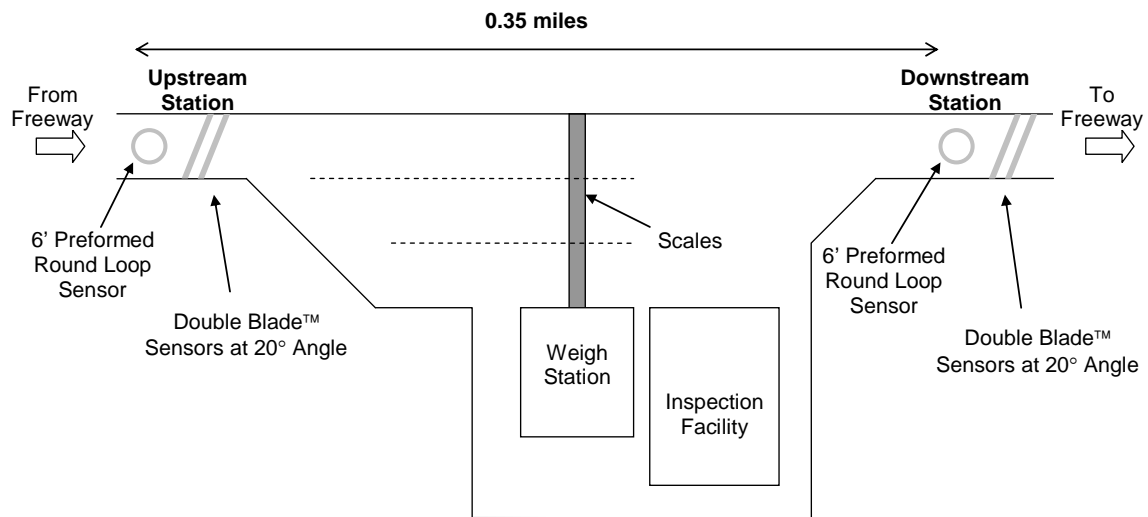 0.35 miles
From
Freeway
Upstream
Station
Downstream
Station
To
Freeway
6’ Preformed
Round Loop
Sensor
Double Blade™
Sensors at 20° Angle
Scales
Weigh
Station
Inspection
Facility
6’ Preformed
Round Loop
Sensor
Double Blade™
Sensors at 20° Angle